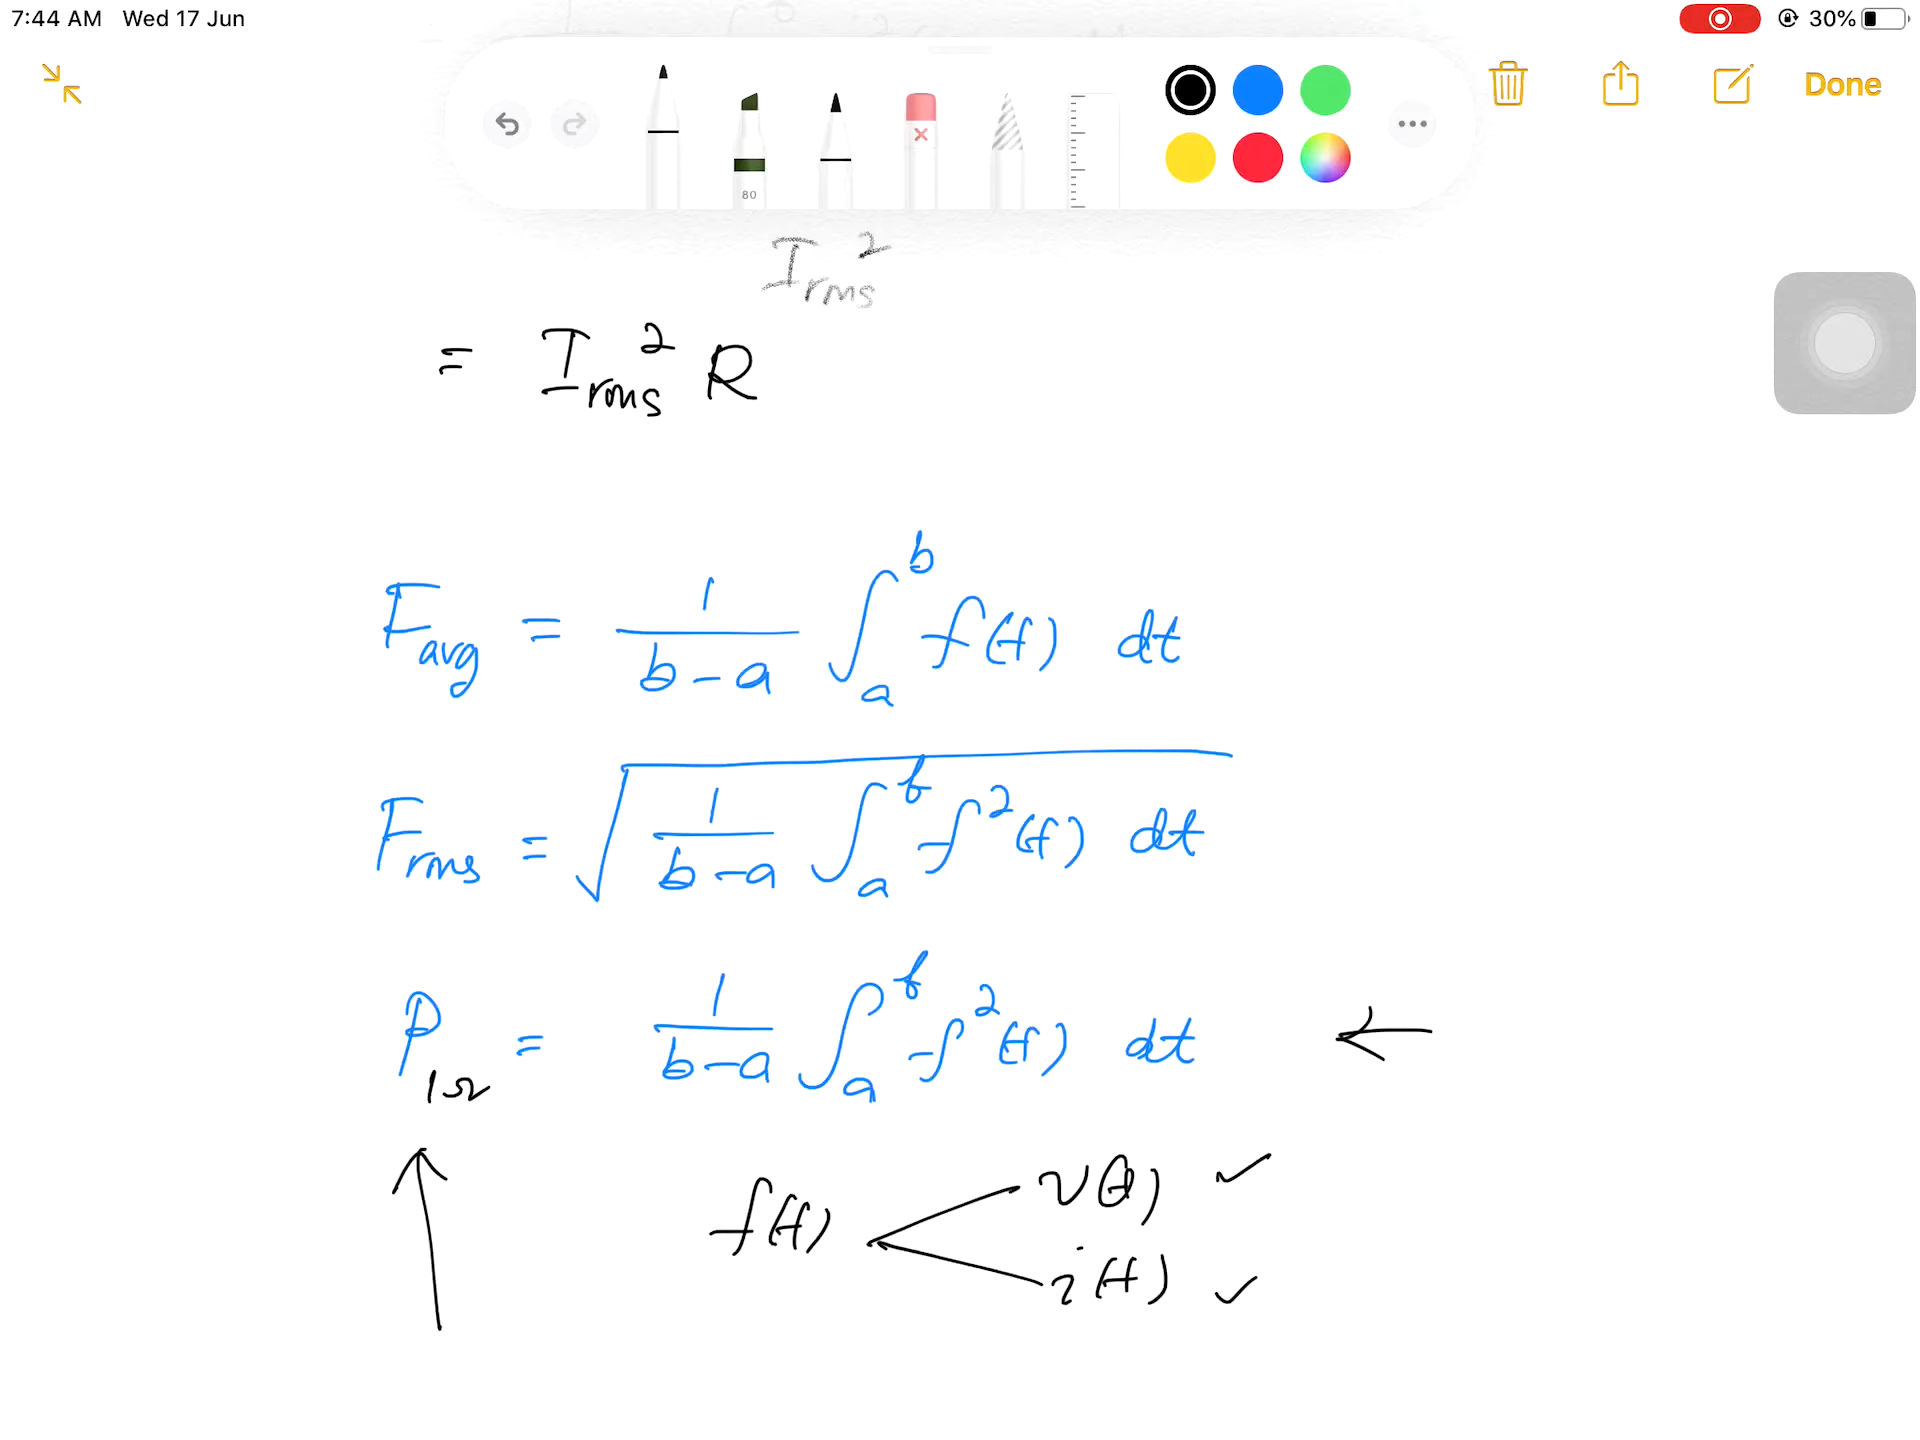 7:44 AM Wed 17 Jun 30%
Done
80
I_rms^2
= I_rms^2 R
F_avg = 1/(b-a) ∫_a^b f(t) dt
F_rms = √(1/(b-a) ∫_a^b f^2(t) dt)
P_1Ω = 1/(b-a) ∫_a^b f^2(t) dt ←
f(t) v(t) ✓
i(t) ✓